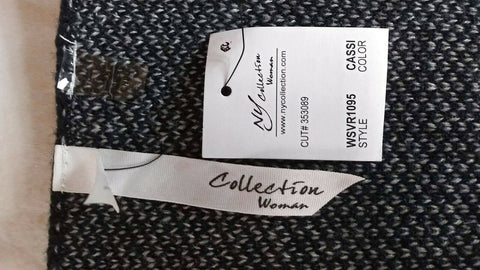 NY Collection
Woman
www.nycollection.com
CUT# 353089
WSVR1095 CASSI
STYLE COLOR
Collection
Woman